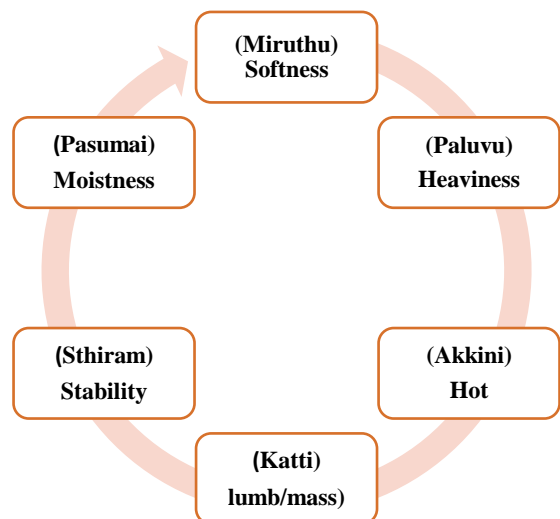 (Miruthu)
Softness
(Paluvu)
Heaviness
(Akkini)
Hot
(Katti)
lumb/mass)
(Sthiram)
Stability
(Pasumai)
Moistness